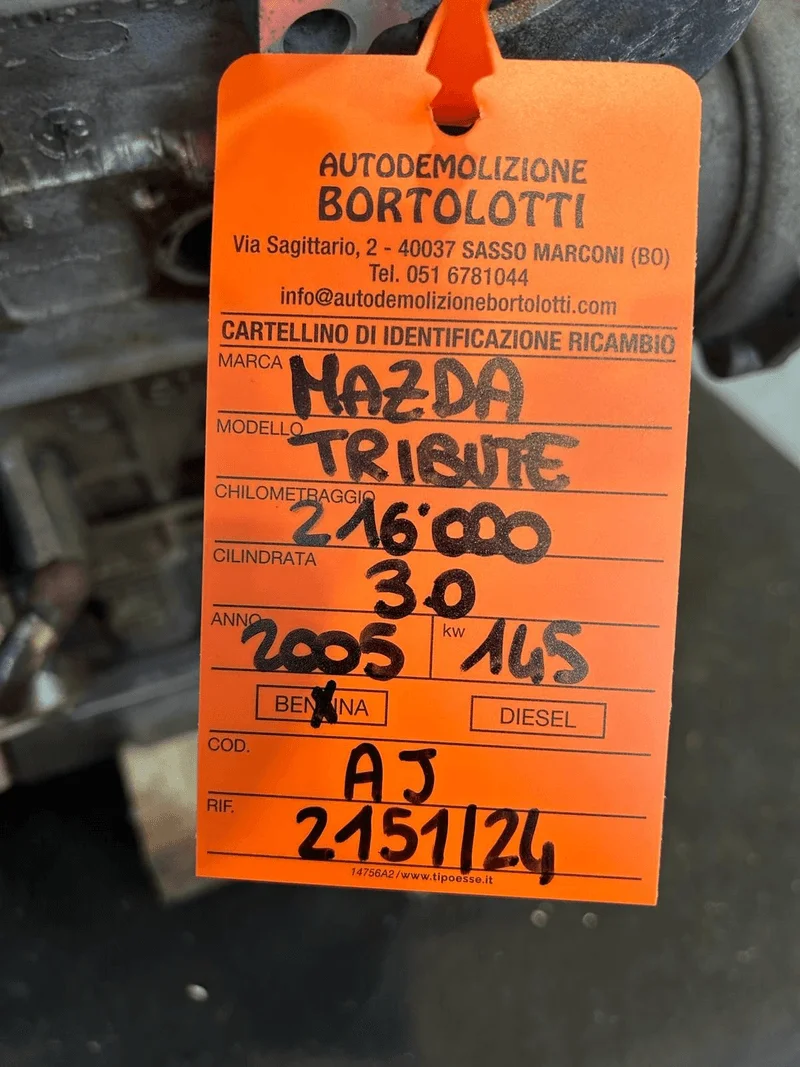 AUTODEMOLIZIONE
BORTOLOTTI
Via Sagittario, 2 - 40037 SASSO MARCONI (BO)
Tel. 051 6781044
info@autodemolizionebortolotti.com
CARTELLINO DI IDENTIFICAZIONE RICAMBIO
MARCA MAZDA
MODELLO TRIBUTE
CHILOMETRAGGIO 216'000
CILINDRATA 3.0
ANNO 2005 kw 145
BENZINA X DIESEL
COD. AJ
RIF. 2151/24
14756A2/www.tipoesse.it